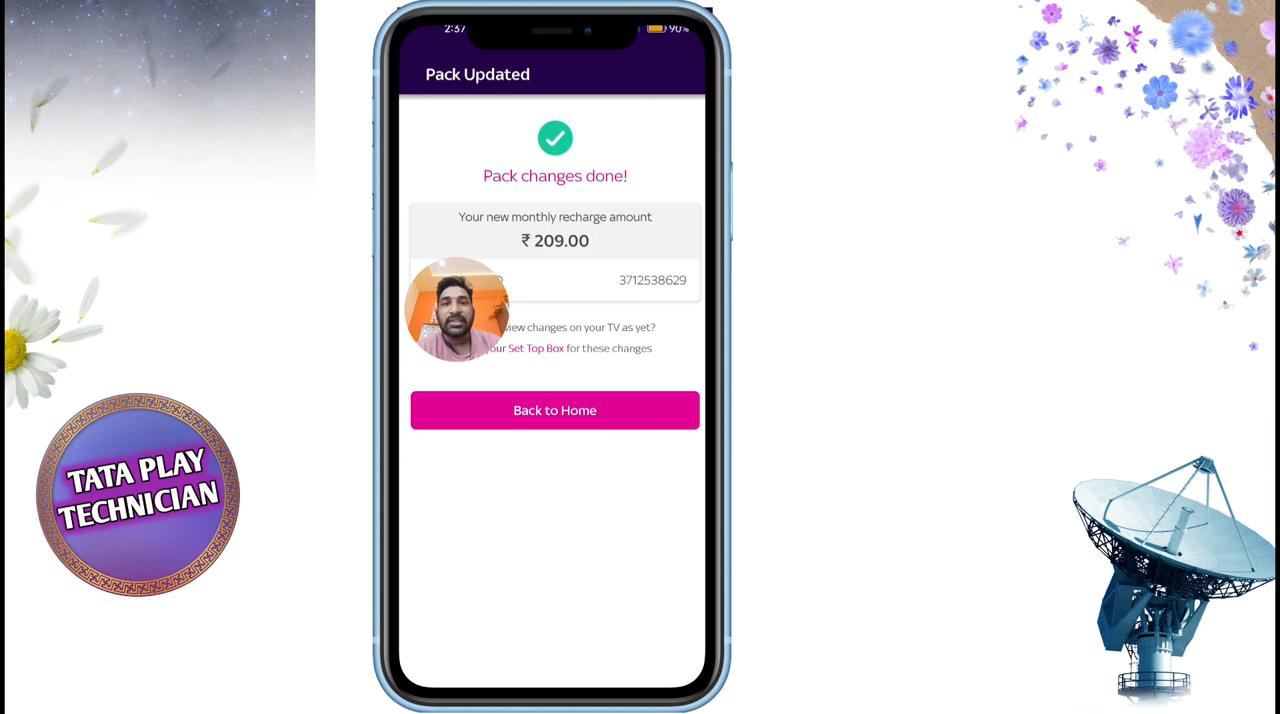 2:37
90%
Pack Updated
Pack changes done!
Your new monthly recharge amount
₹ 209.00
3712538629
view changes on your TV as yet?
our Set Top Box for these changes
Back to Home
TATA PLAY
TECHNICIAN